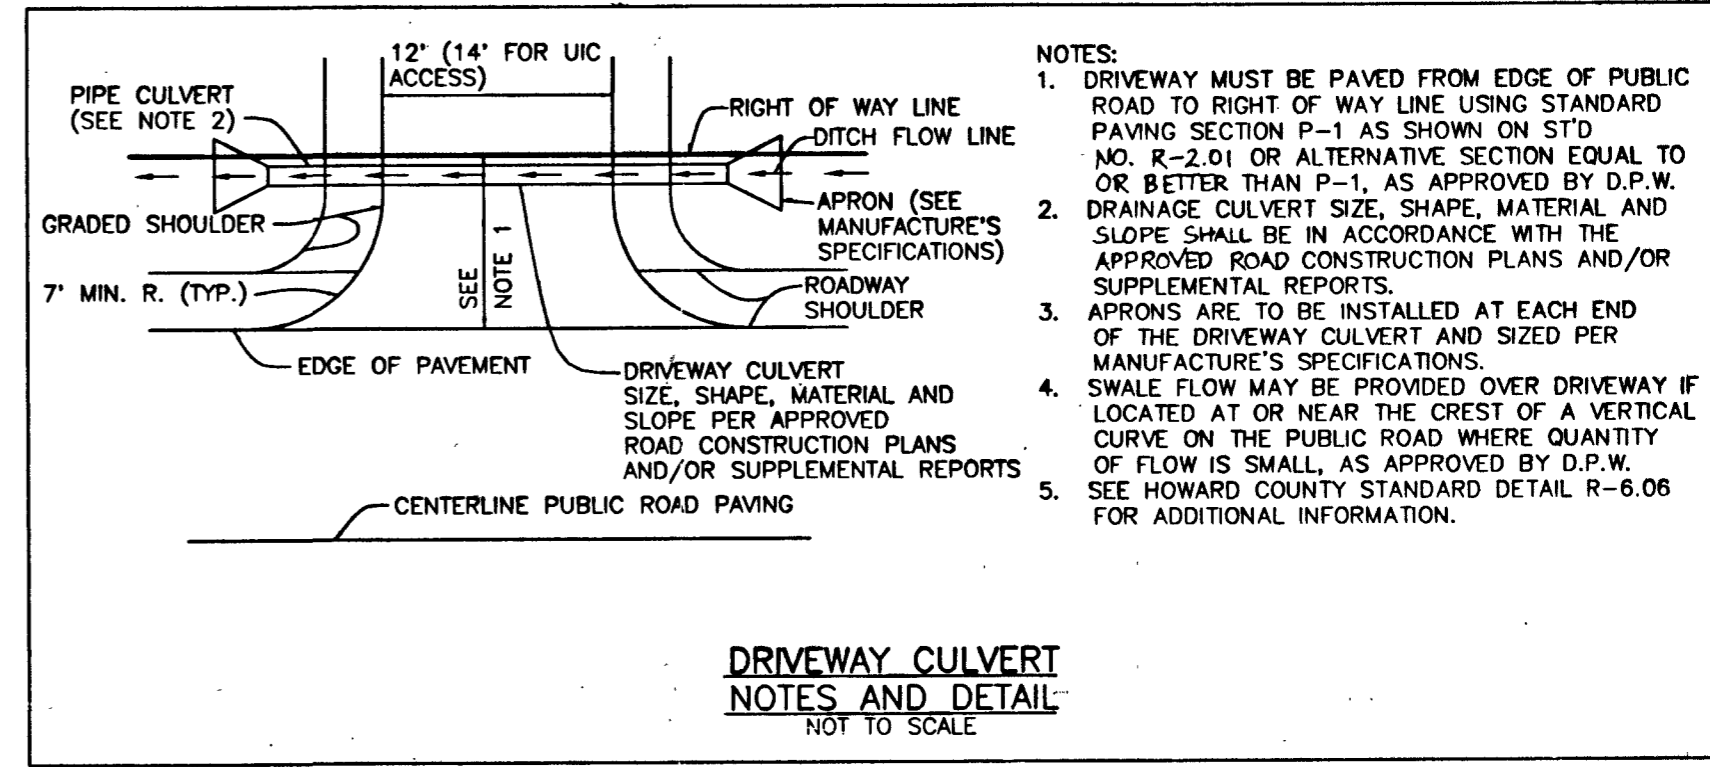 12' (14' FOR UIC
ACCESS)
PIPE CULVERT
(SEE NOTE 2)
RIGHT OF WAY LINE
DITCH FLOW LINE
GRADED SHOULDER
APRON (SEE
MANUFACTURE'S
SPECIFICATIONS)
7' MIN. R. (TYP.)
SEE
NOTE 1
ROADWAY
SHOULDER
EDGE OF PAVEMENT
DRIVEWAY CULVERT
SIZE, SHAPE, MATERIAL AND
SLOPE PER APPROVED
ROAD CONSTRUCTION PLANS
AND/OR SUPPLEMENTAL REPORTS
CENTERLINE PUBLIC ROAD PAVING
NOTES:
1. DRIVEWAY MUST BE PAVED FROM EDGE OF PUBLIC
ROAD TO RIGHT OF WAY LINE USING STANDARD
PAVING SECTION P-1 AS SHOWN ON ST'D
NO. R-2.01 OR ALTERNATIVE SECTION EQUAL TO
OR BETTER THAN P-1, AS APPROVED BY D.P.W.
2. DRAINAGE CULVERT SIZE, SHAPE, MATERIAL AND
SLOPE SHALL BE IN ACCORDANCE WITH THE
APPROVED ROAD CONSTRUCTION PLANS AND/OR
SUPPLEMENTAL REPORTS.
3. APRONS ARE TO BE INSTALLED AT EACH END
OF THE DRIVEWAY CULVERT AND SIZED PER
MANUFACTURE'S SPECIFICATIONS.
4. SWALE FLOW MAY BE PROVIDED OVER DRIVEWAY IF
LOCATED AT OR NEAR THE CREST OF A VERTICAL
CURVE ON THE PUBLIC ROAD WHERE QUANTITY
OF FLOW IS SMALL, AS APPROVED BY D.P.W.
5. SEE HOWARD COUNTY STANDARD DETAIL R-6.06
FOR ADDITIONAL INFORMATION.
DRIVEWAY CULVERT
NOTES AND DETAIL
NOT TO SCALE